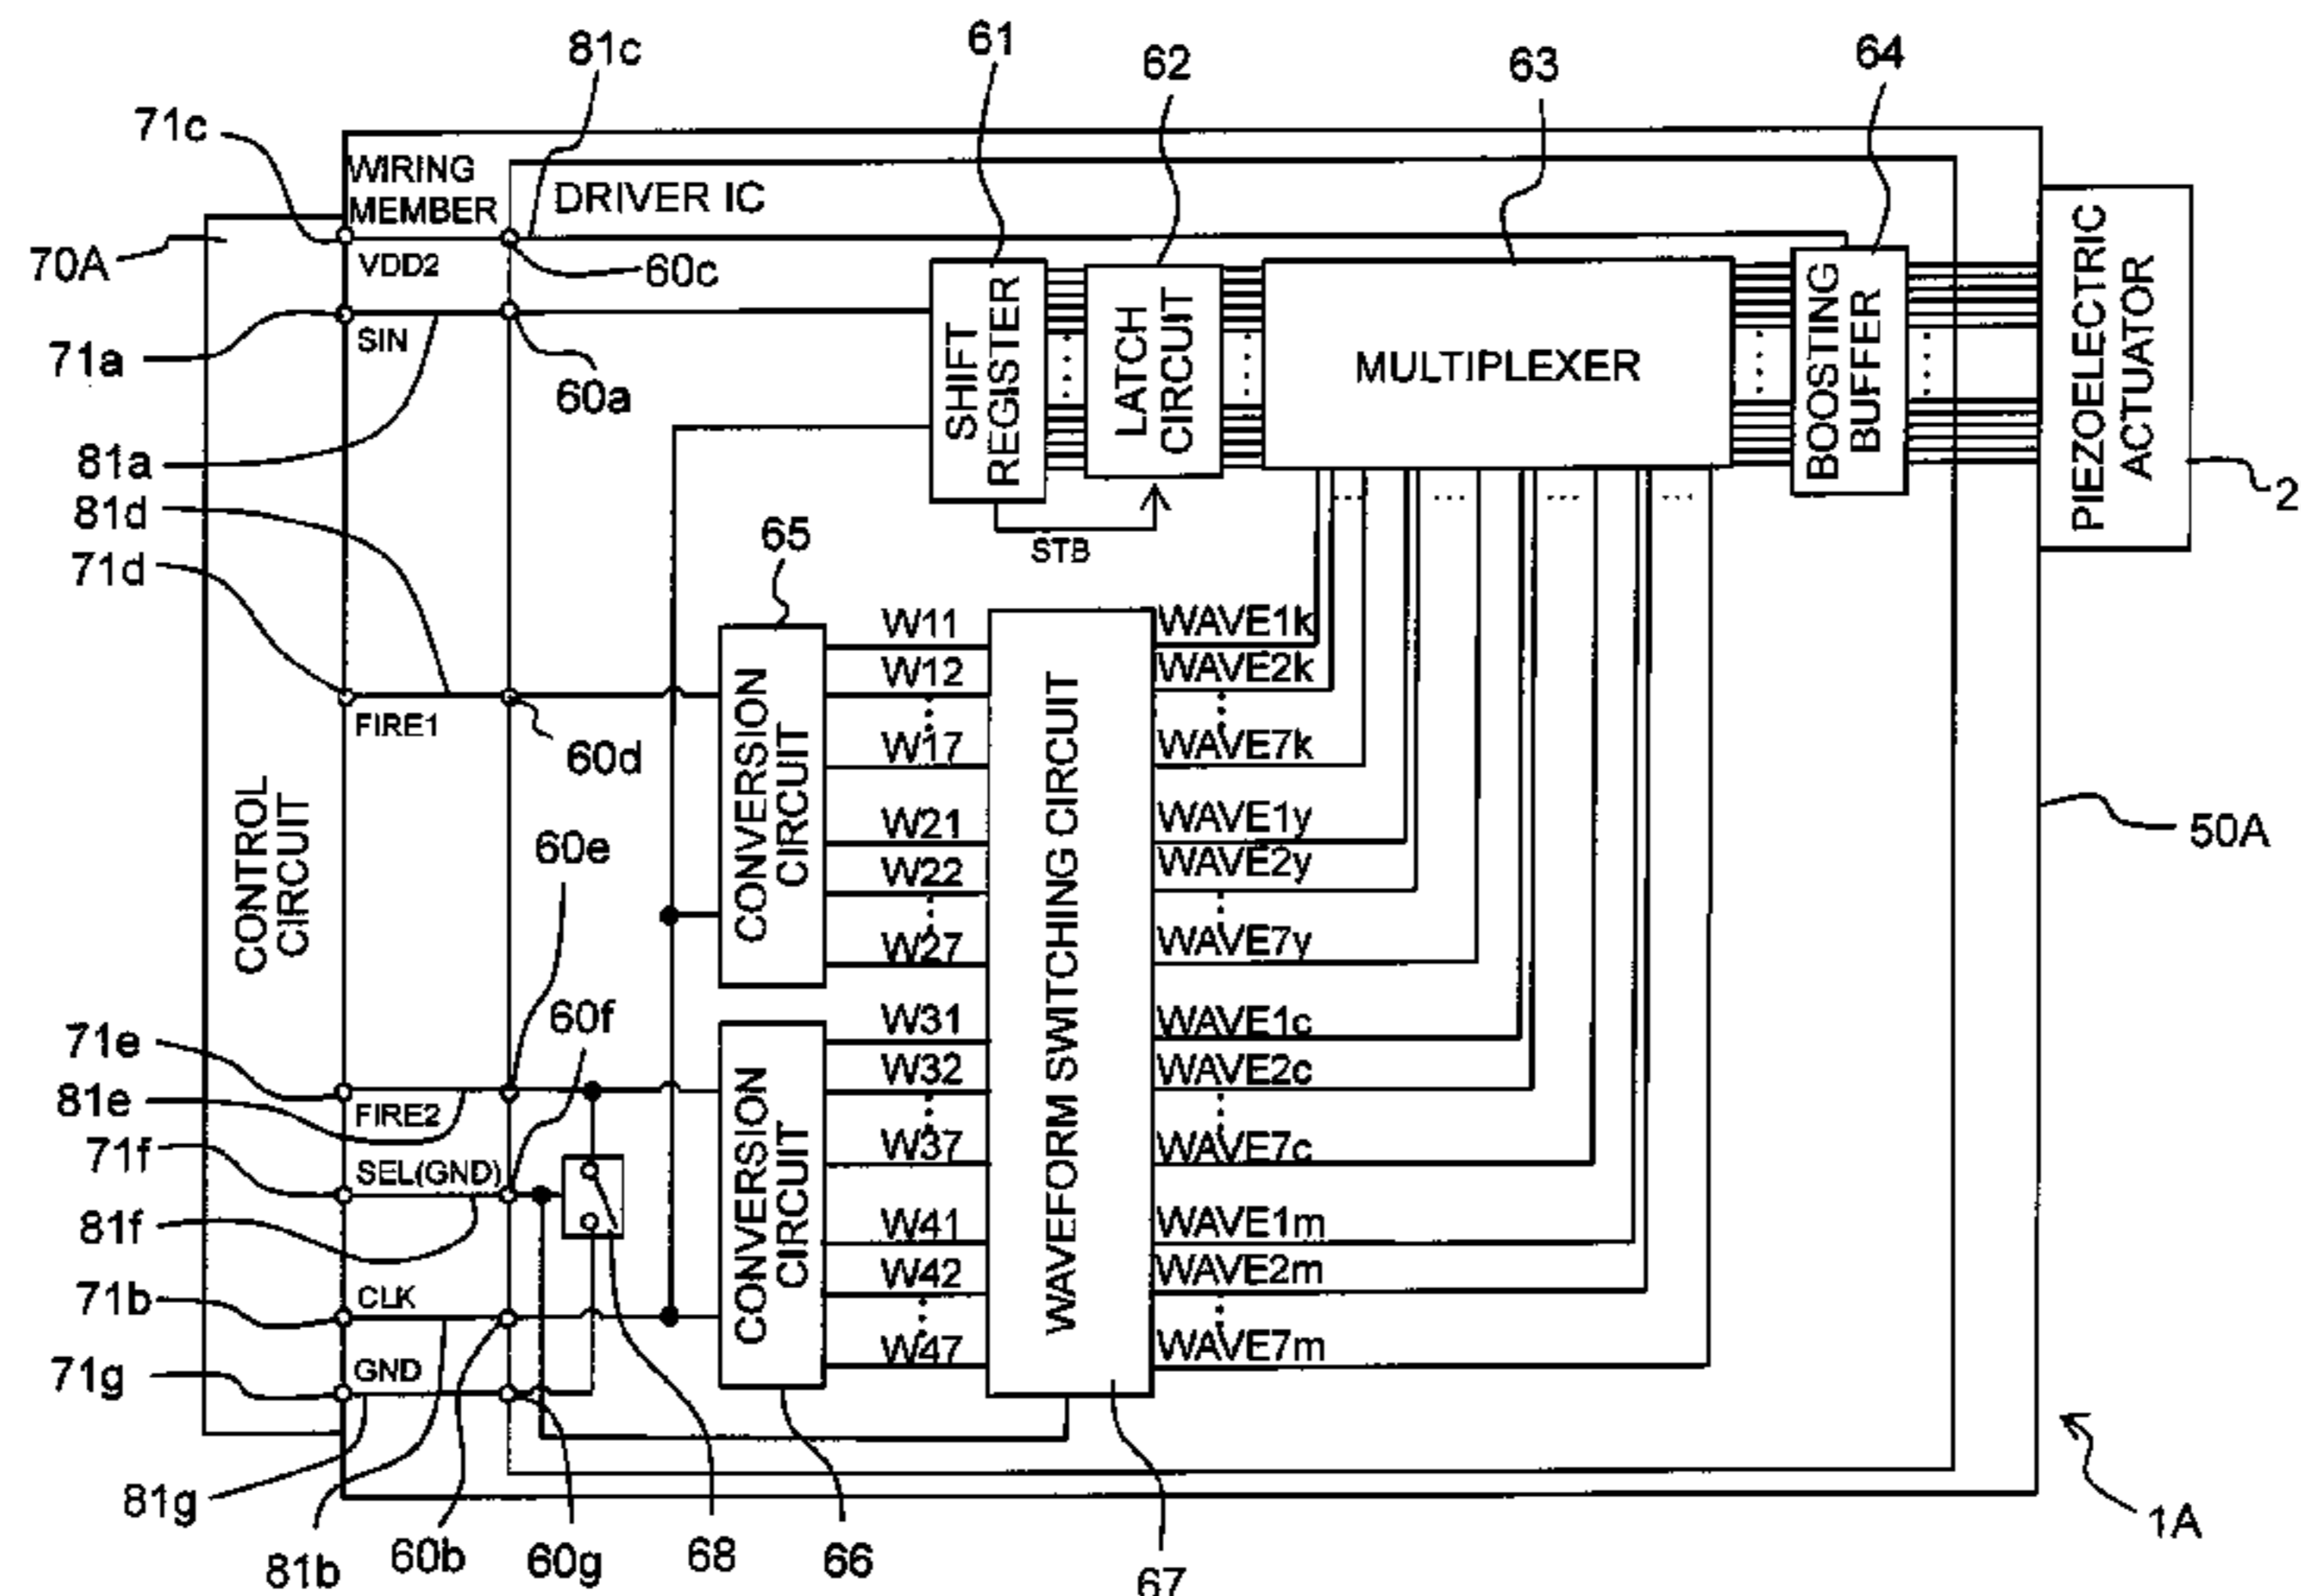 81c
61
62
63
64
71c
WIRING
MEMBER
DRIVER IC
70A
VDD2
60c
71a
SIN
60a
SHIFT
REGISTER
LATCH
CIRCUIT
MULTIPLEXER
BOOSTING
BUFFER
PIEZOELECTRIC
ACTUATOR
2
81a
81d
71d
STB
65
FIRE1
60d
CONVERSION
CIRCUIT
W11
W12
W17
W21
W22
W27
WAVEFORM SWITCHING CIRCUIT
WAVE1k
WAVE2k
WAVE7k
WAVE1y
WAVE2y
WAVE7y
50A
CONTROL
CIRCUIT
60e
60f
71e
81e
FIRE2
71f
SEL(GND)
81f
71b
CLK
71g
GND
CONVERSION
CIRCUIT
W31
W32
W37
W41
W42
W47
WAVE1c
WAVE2c
WAVE7c
WAVE1m
WAVE2m
WAVE7m
81g
81b
60b
60g
68
66
67
1A